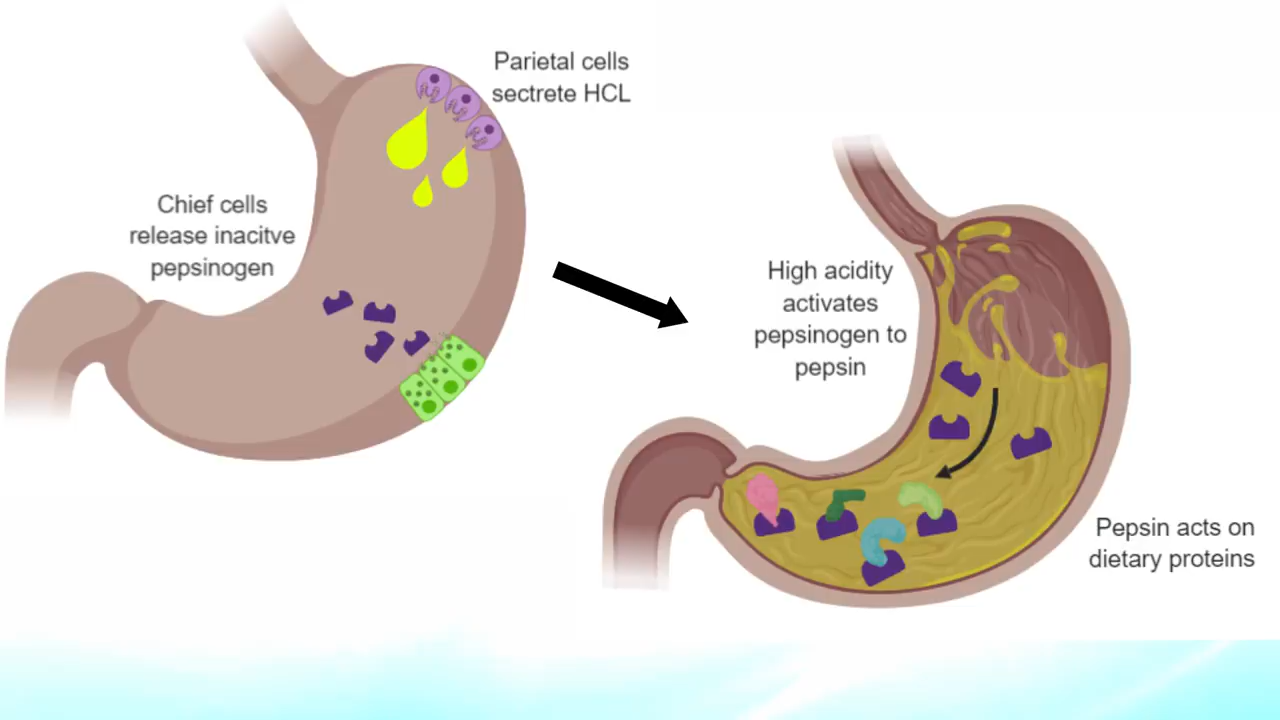 Parietal cells
sectrete HCL
Chief cells
release inacitve
pepsinogen
High acidity
activates
pepsinogen to
pepsin
Pepsin acts on
dietary proteins